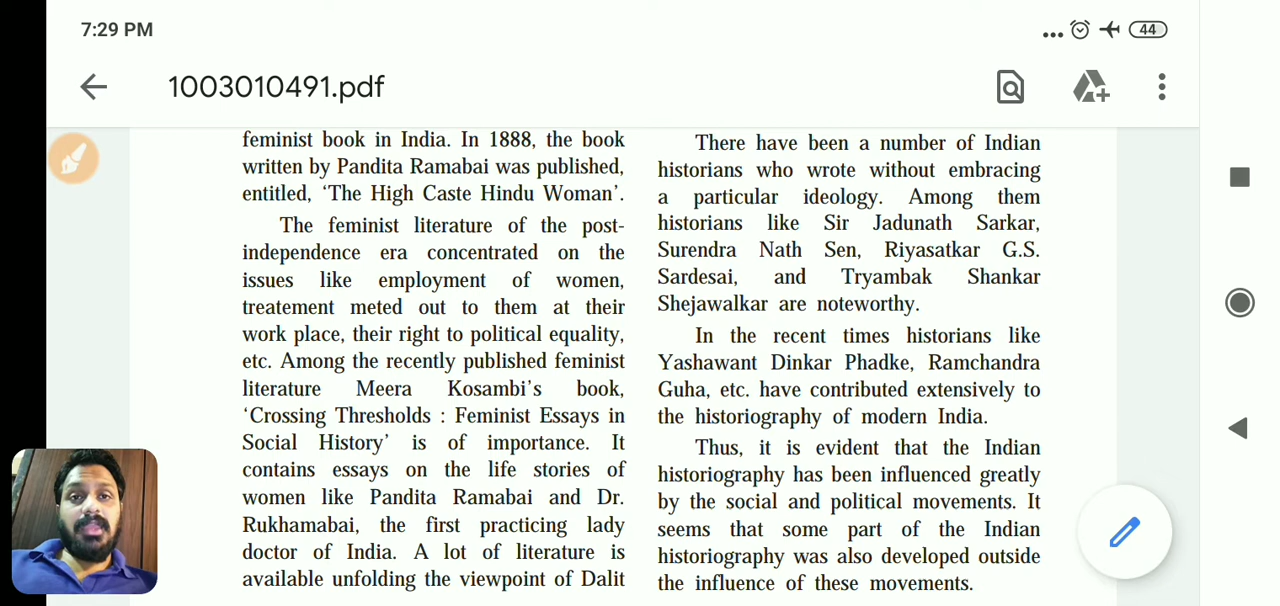 7:29 PM
44
1003010491.pdf
feminist book in India. In 1888, the book
written by Pandita Ramabai was published,
entitled, ‘The High Caste Hindu Woman’.
The feminist literature of the post-
independence era concentrated on the
issues like employment of women,
treatement meted out to them at their
work place, their right to political equality,
etc. Among the recently published feminist
literature Meera Kosambi’s book,
‘Crossing Thresholds : Feminist Essays in
Social History’ is of importance. It
contains essays on the life stories of
women like Pandita Ramabai and Dr.
Rukhamabai, the first practicing lady
doctor of India. A lot of literature is
available unfolding the viewpoint of Dalit
There have been a number of Indian
historians who wrote without embracing
a particular ideology. Among them
historians like Sir Jadunath Sarkar,
Surendra Nath Sen, Riyasatkar G.S.
Sardesai, and Tryambak Shankar
Shejawalkar are noteworthy.
In the recent times historians like
Yashawant Dinkar Phadke, Ramchandra
Guha, etc. have contributed extensively to
the historiography of modern India.
Thus, it is evident that the Indian
historiography has been influenced greatly
by the social and political movements. It
seems that some part of the Indian
historiography was also developed outside
the influence of these movements.